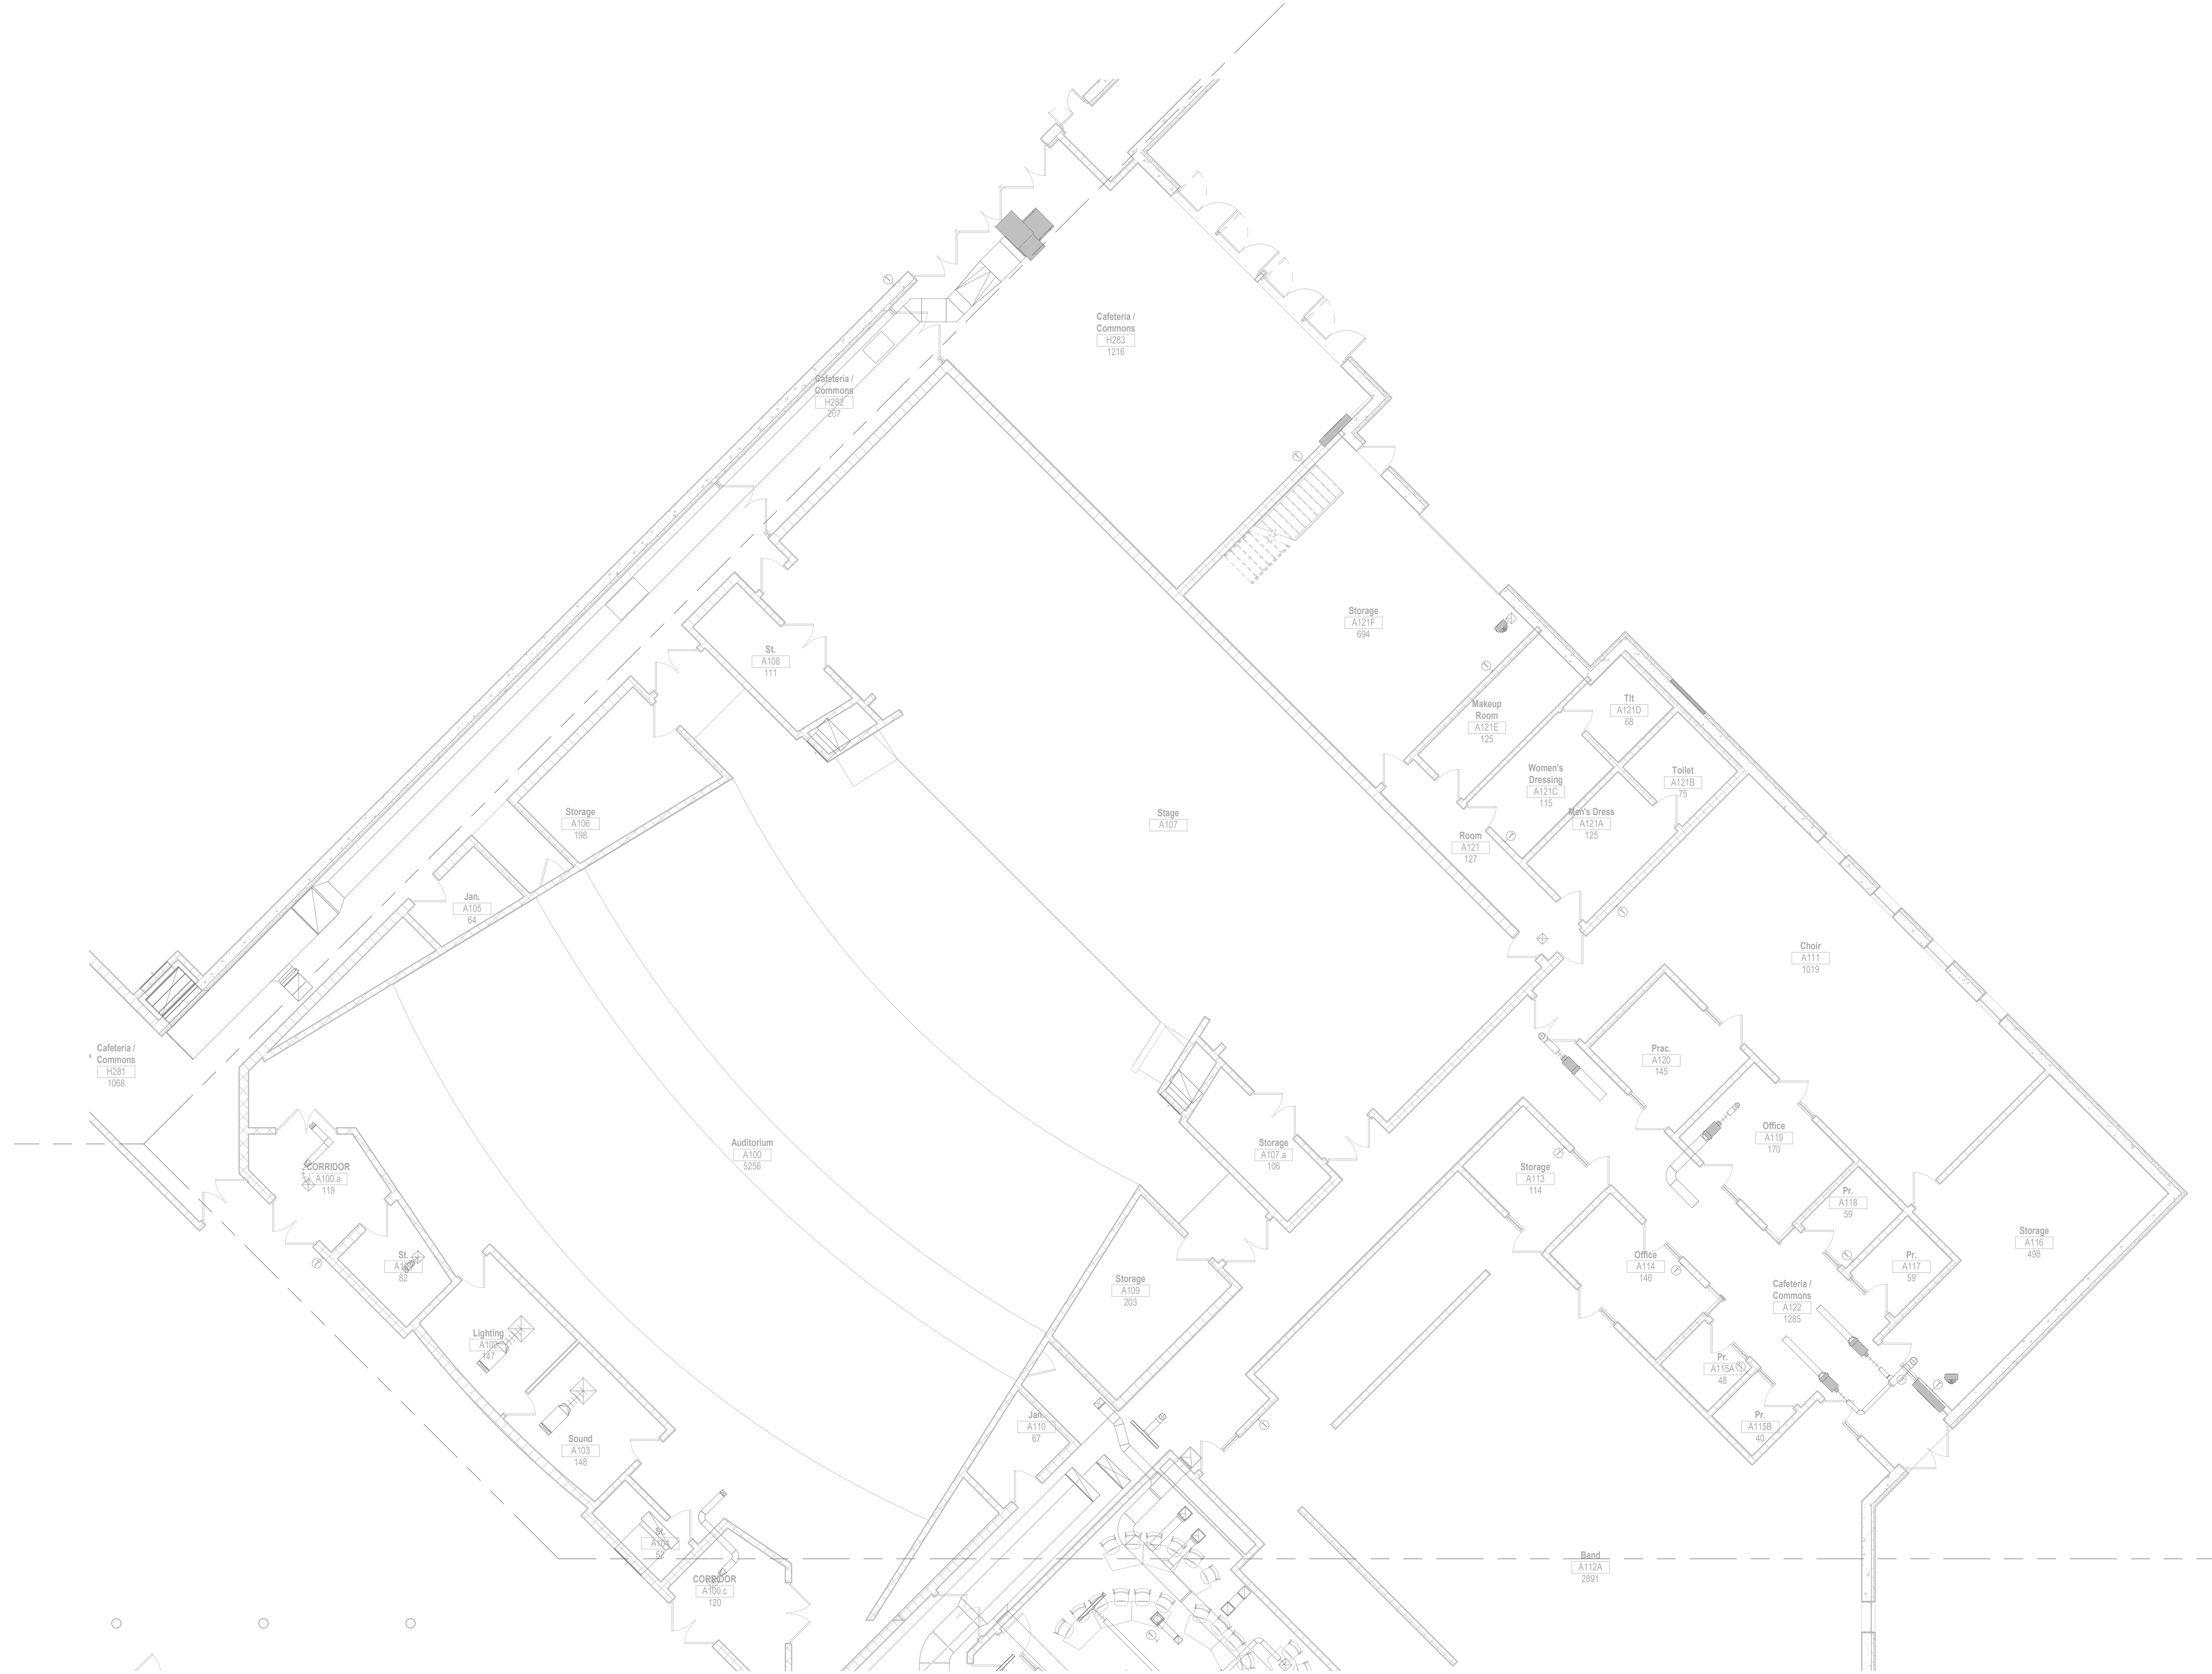 Cafeteria /
Commons
H283
1216
Cafeteria /
Commons
H282
207
Storage
A121F
694
St.
A108
111
Makeup
Room
A121E
125
Tlt
A121D
68
Women's
Dressing
A121C
115
Toilet
A121B
75
Men's Dress
A121A
125
Stage
A107
Storage
A106
198
Room
A121
127
Jan.
A105
64
Choir
A111
1019
Cafeteria /
Commons
H281
1068
Prac.
A120
145
Auditorium
A100
5256
Storage
A107.a
106
Office
A119
170
CORRIDOR
A100.a
119
Storage
A113
114
Pr.
A118
59
Storage
A116
498
St.
82
Office
A114
146
Pr.
A117
59
Storage
A109
203
Cafeteria /
Commons
A122
1285
Lighting
147
Pr.
A115A
48
Jan.
A110
67
Pr.
A115B
40
Sound
A103
148
St.
A104
52
Band
A112A
2891
CORRIDOR
A100.c
120